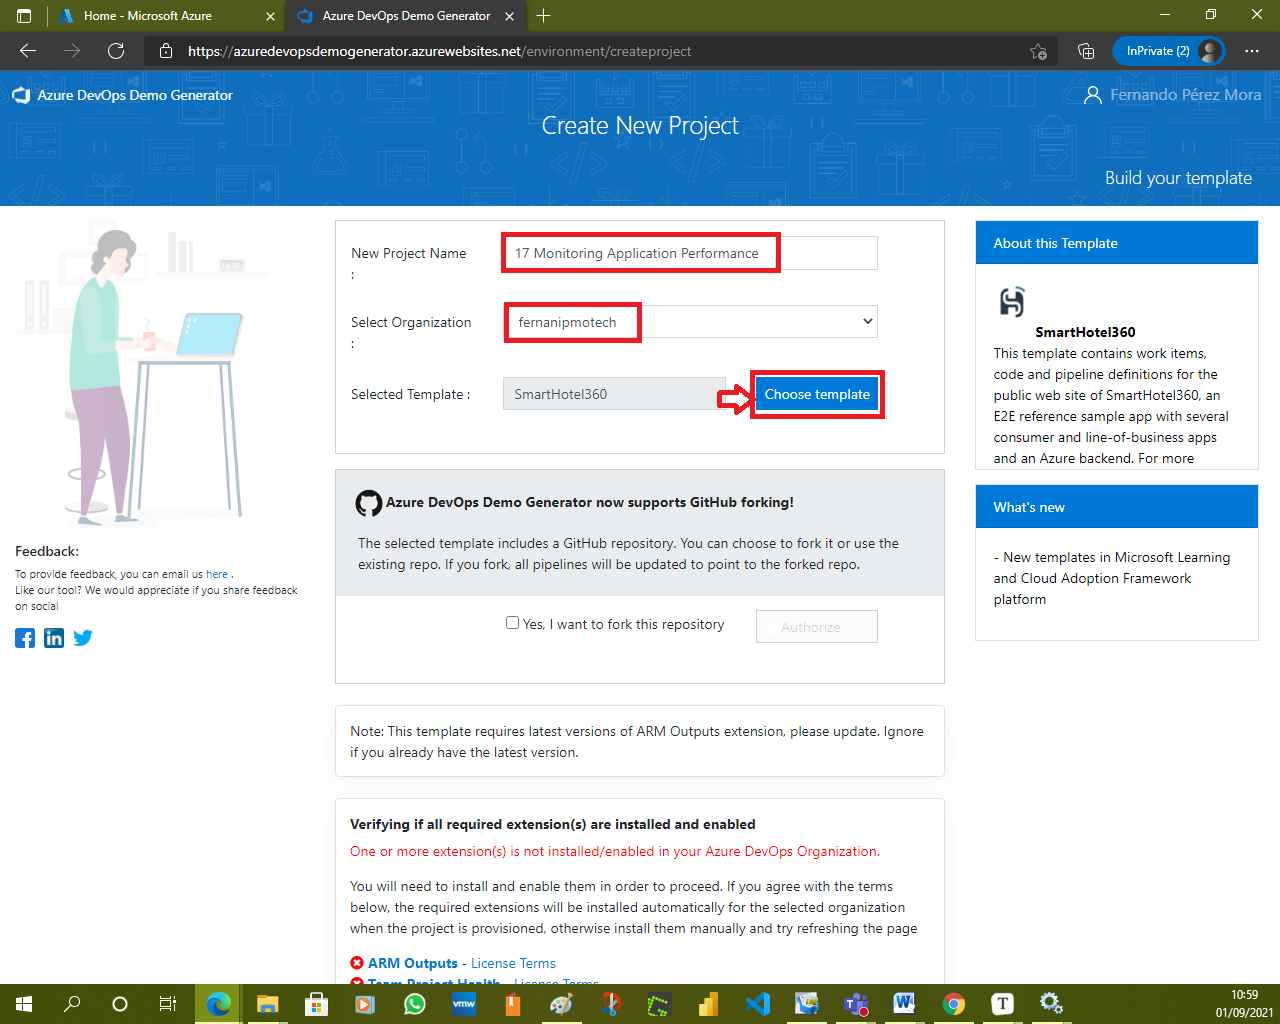 Home - Microsoft Azure
Azure DevOps Demo Generator
https://azuredevopsdemogenerator.azurewebsites.net/environment/createproject
InPrivate (2)
Azure DevOps Demo Generator
Fernando Pérez Mora
Create New Project
Build your template
New Project Name
:
17 Monitoring Application Performance
Select Organization
:
fernanipmotech
Selected Template :
SmartHotel360
Choose template
Azure DevOps Demo Generator now supports GitHub forking!
The selected template includes a GitHub repository. You can choose to fork it or use the
existing repo. If you fork, all pipelines will be updated to point to the forked repo.
Yes, I want to fork this repository
Authorize
Note: This template requires latest versions of ARM Outputs extension, please update. Ignore
if you already have the latest version.
Verifying if all required extension(s) are installed and enabled
One or more extension(s) is not installed/enabled in your Azure DevOps Organization.
You will need to install and enable them in order to proceed. If you agree with the terms
below, the required extensions will be installed automatically for the selected organization
when the project is provisioned, otherwise install them manually and try refreshing the page
ARM Outputs - License Terms
Team Project Health - License Terms
About this Template
SmartHotel360
This template contains work items,
code and pipeline definitions for the
public web site of SmartHotel360, an
E2E reference sample app with several
consumer and line-of-business apps
and an Azure backend. For more
What's new
- New templates in Microsoft Learning
and Cloud Adoption Framework
platform
Feedback:
To provide feedback, you can email us here .
Like our tool? We would appreciate if you share feedback
on social
vmw
10:59
01/09/2021